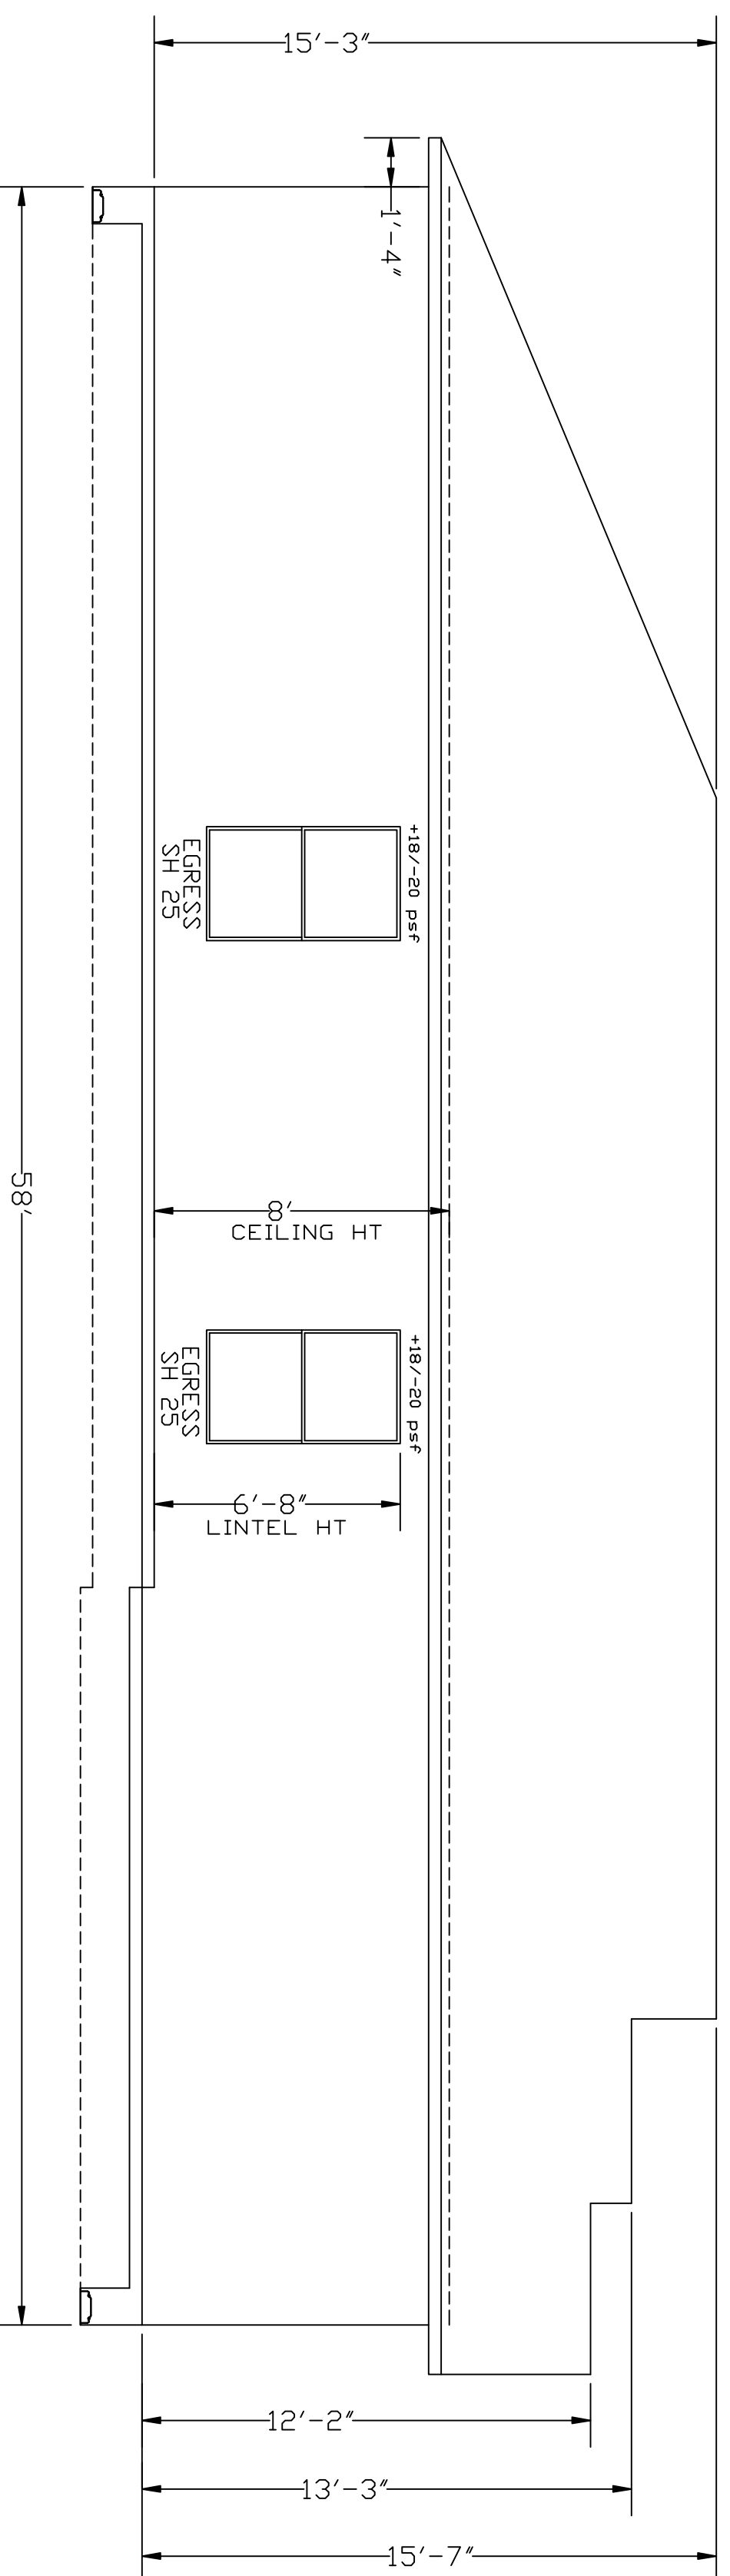 15'-3"
1'-4"
+18/-20 psf
EGRESS
SH 25
58'
8'
CEILING HT
+18/-20 psf
EGRESS
SH 25
6'-8"
LINTEL HT
12'-2"
13'-3"
15'-7"